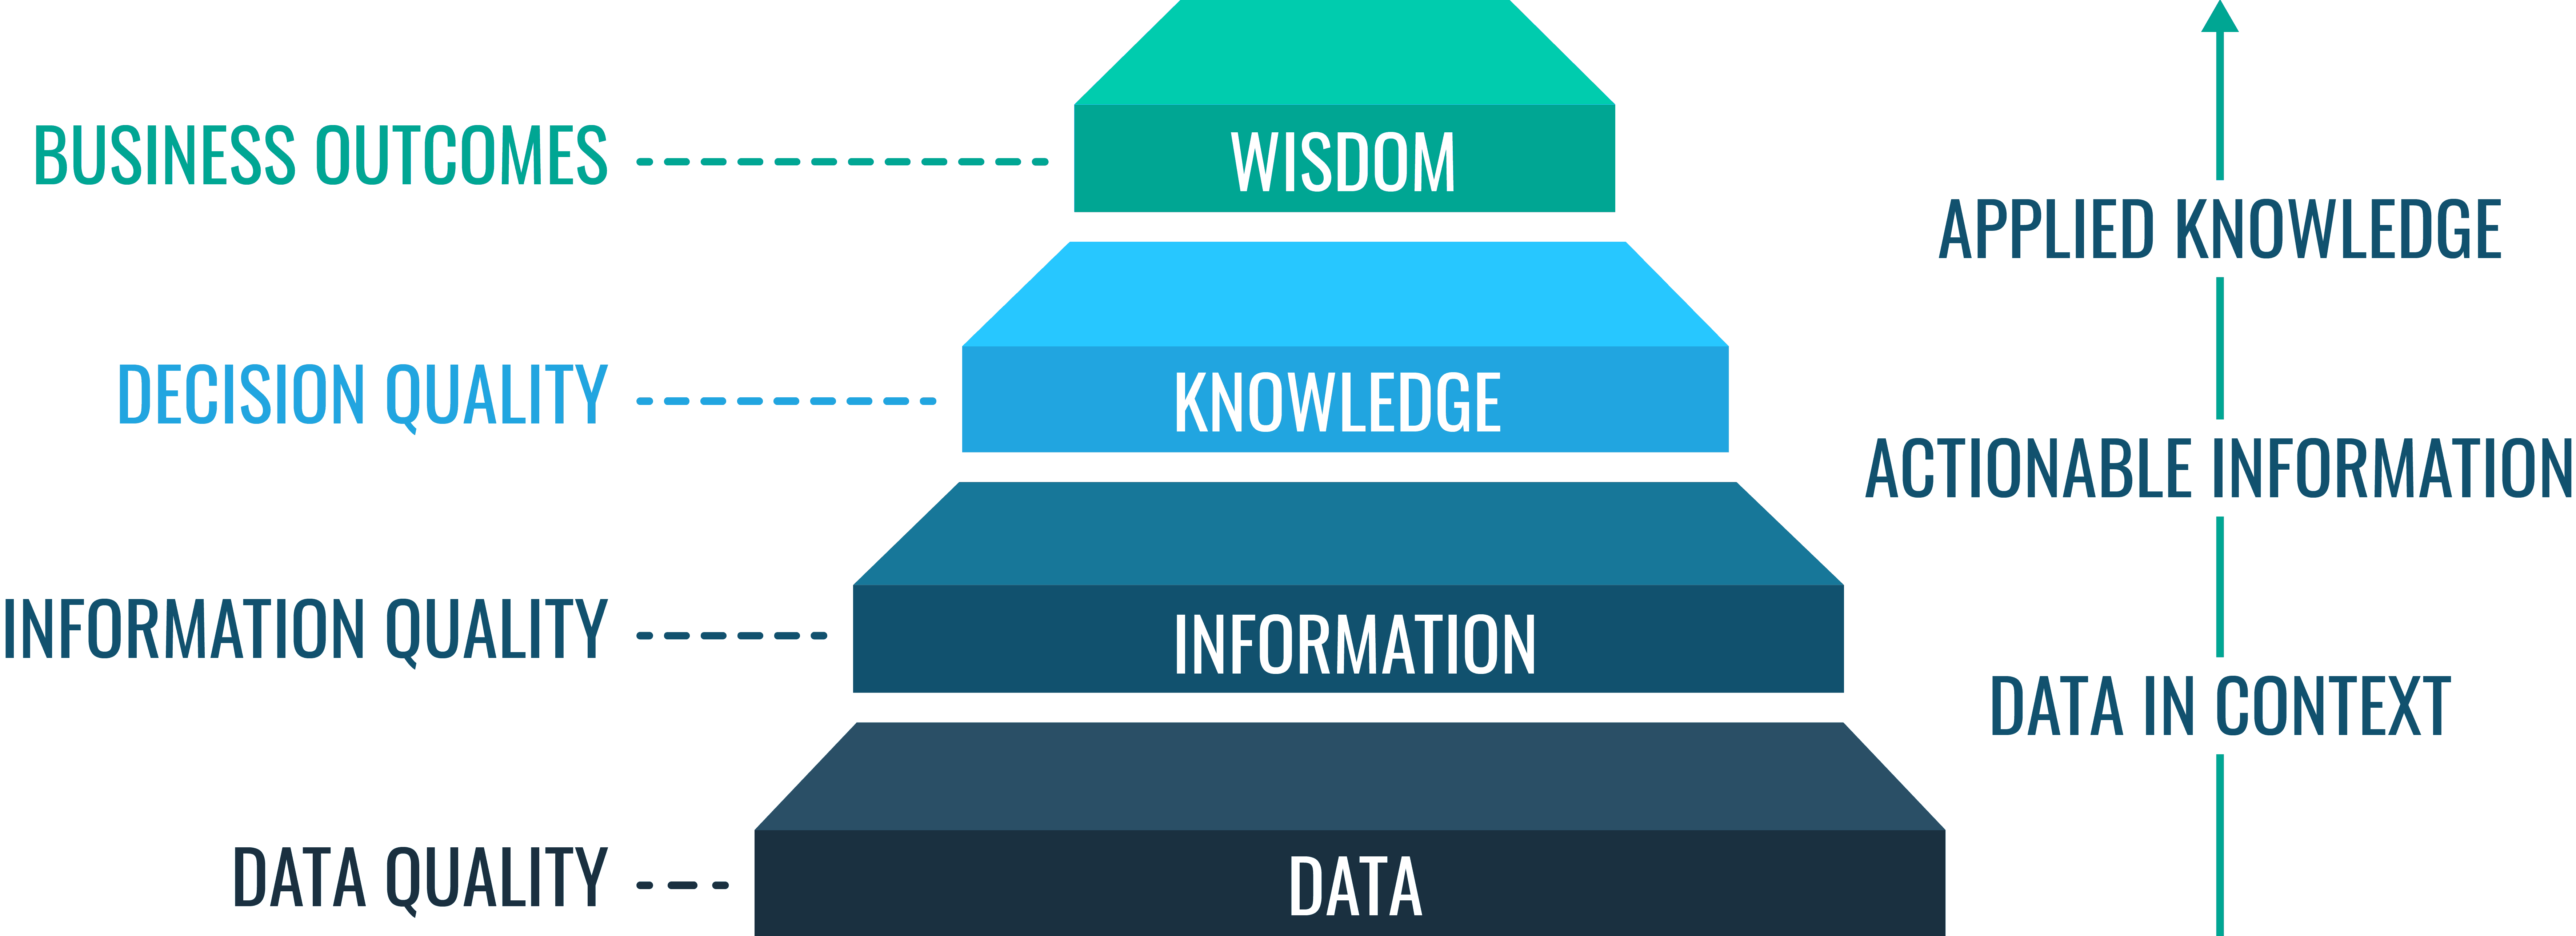 BUSINESS OUTCOMES
WISDOM
APPLIED KNOWLEDGE
DECISION QUALITY
KNOWLEDGE
ACTIONABLE INFORMATION
INFORMATION QUALITY
INFORMATION
DATA IN CONTEXT
DATA QUALITY
DATA